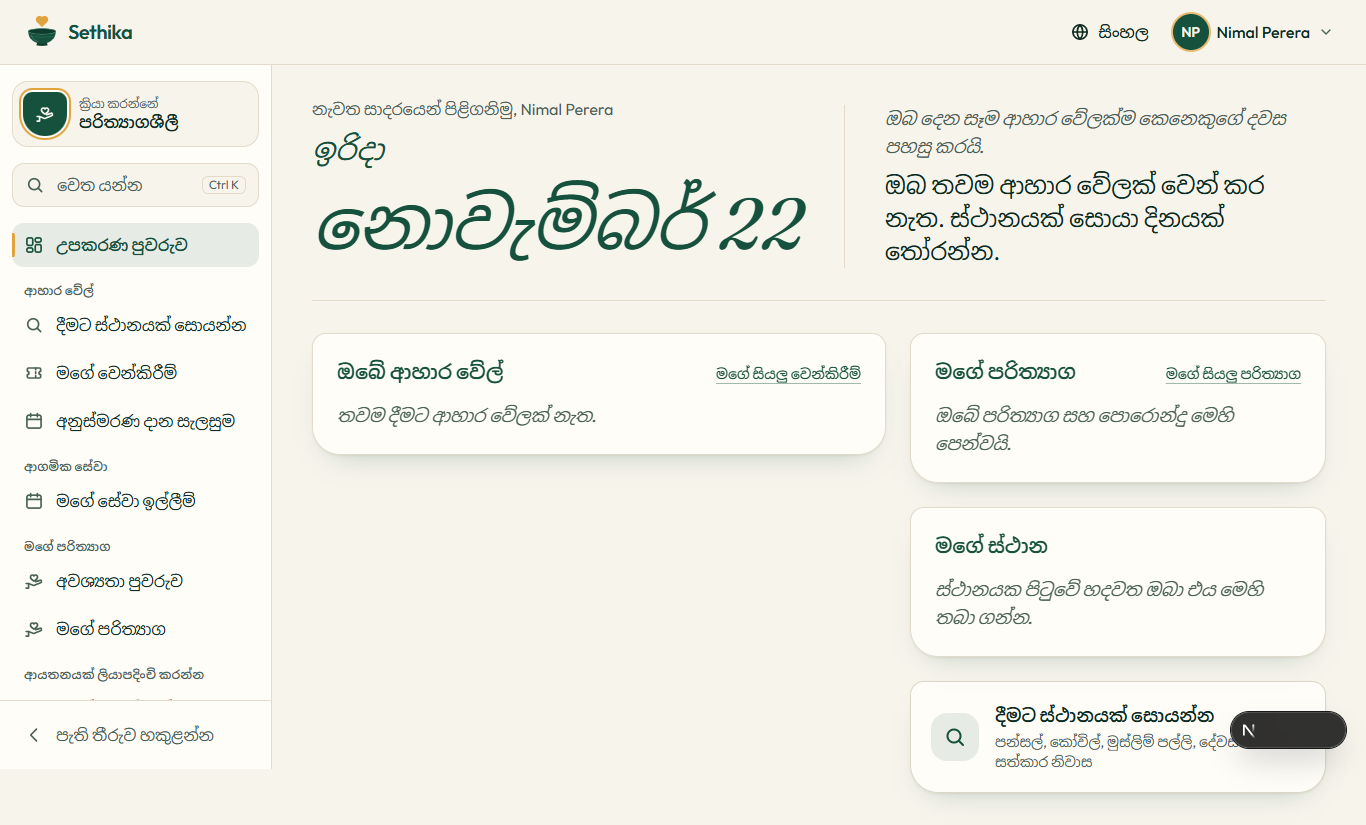 Sethika
සිංහල
NP
Nimal Perera
ක්‍රියා කරන්නේ
පරිත්‍යාගශීලී
වෙත යන්න
Ctrl K
උපකරණ පුවරුව
ආහාර වේල්
දීමට ස්ථානයක් සොයන්න
මගේ වෙන්කිරීම්
අනුස්මරණ දාන සැලසුම
ආගමික සේවා
මගේ සේවා ඉල්ලීම්
මගේ පරිත්‍යාග
අවශ්‍යතා පුවරුව
මගේ පරිත්‍යාග
ආයතනයක් ලියාපදිංචි කරන්න
පැති තීරුව හකුළන්න
නැවත සාදරයෙන් පිළිගනිමු, Nimal Perera
ඉරිදා
නොවැම්බර් 22
ඔබ දෙන සෑම ආහාර වේලක්ම කෙනෙකුගේ දවස
පහසු කරයි.
ඔබ තවම ආහාර වේලක් වෙන් කර
නැත. ස්ථානයක් සොයා දිනයක්
තෝරන්න.
ඔබේ ආහාර වේල්
මගේ සියලු වෙන්කිරීම්
තවම දීමට ආහාර වේලක් නැත.
මගේ පරිත්‍යාග
මගේ සියලු පරිත්‍යාග
ඔබේ පරිත්‍යාග සහ පොරොන්දු මෙහි
පෙන්වයි.
මගේ ස්ථාන
ස්ථානයක පිටුවේ හදවත ඔබා එය මෙහි
තබා ගන්න.
දීමට ස්ථානයක් සොයන්න
පන්සල්, කෝවිල්, මුස්ලිම් පල්ලි,
සත්කාර නිවාස
N